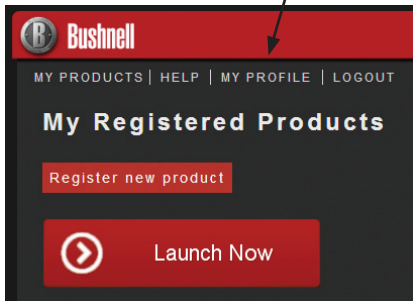 B Bushnell
MY PRODUCTS | HELP | MY PROFILE | LOGOUT
My Registered Products
Register new product
Launch Now